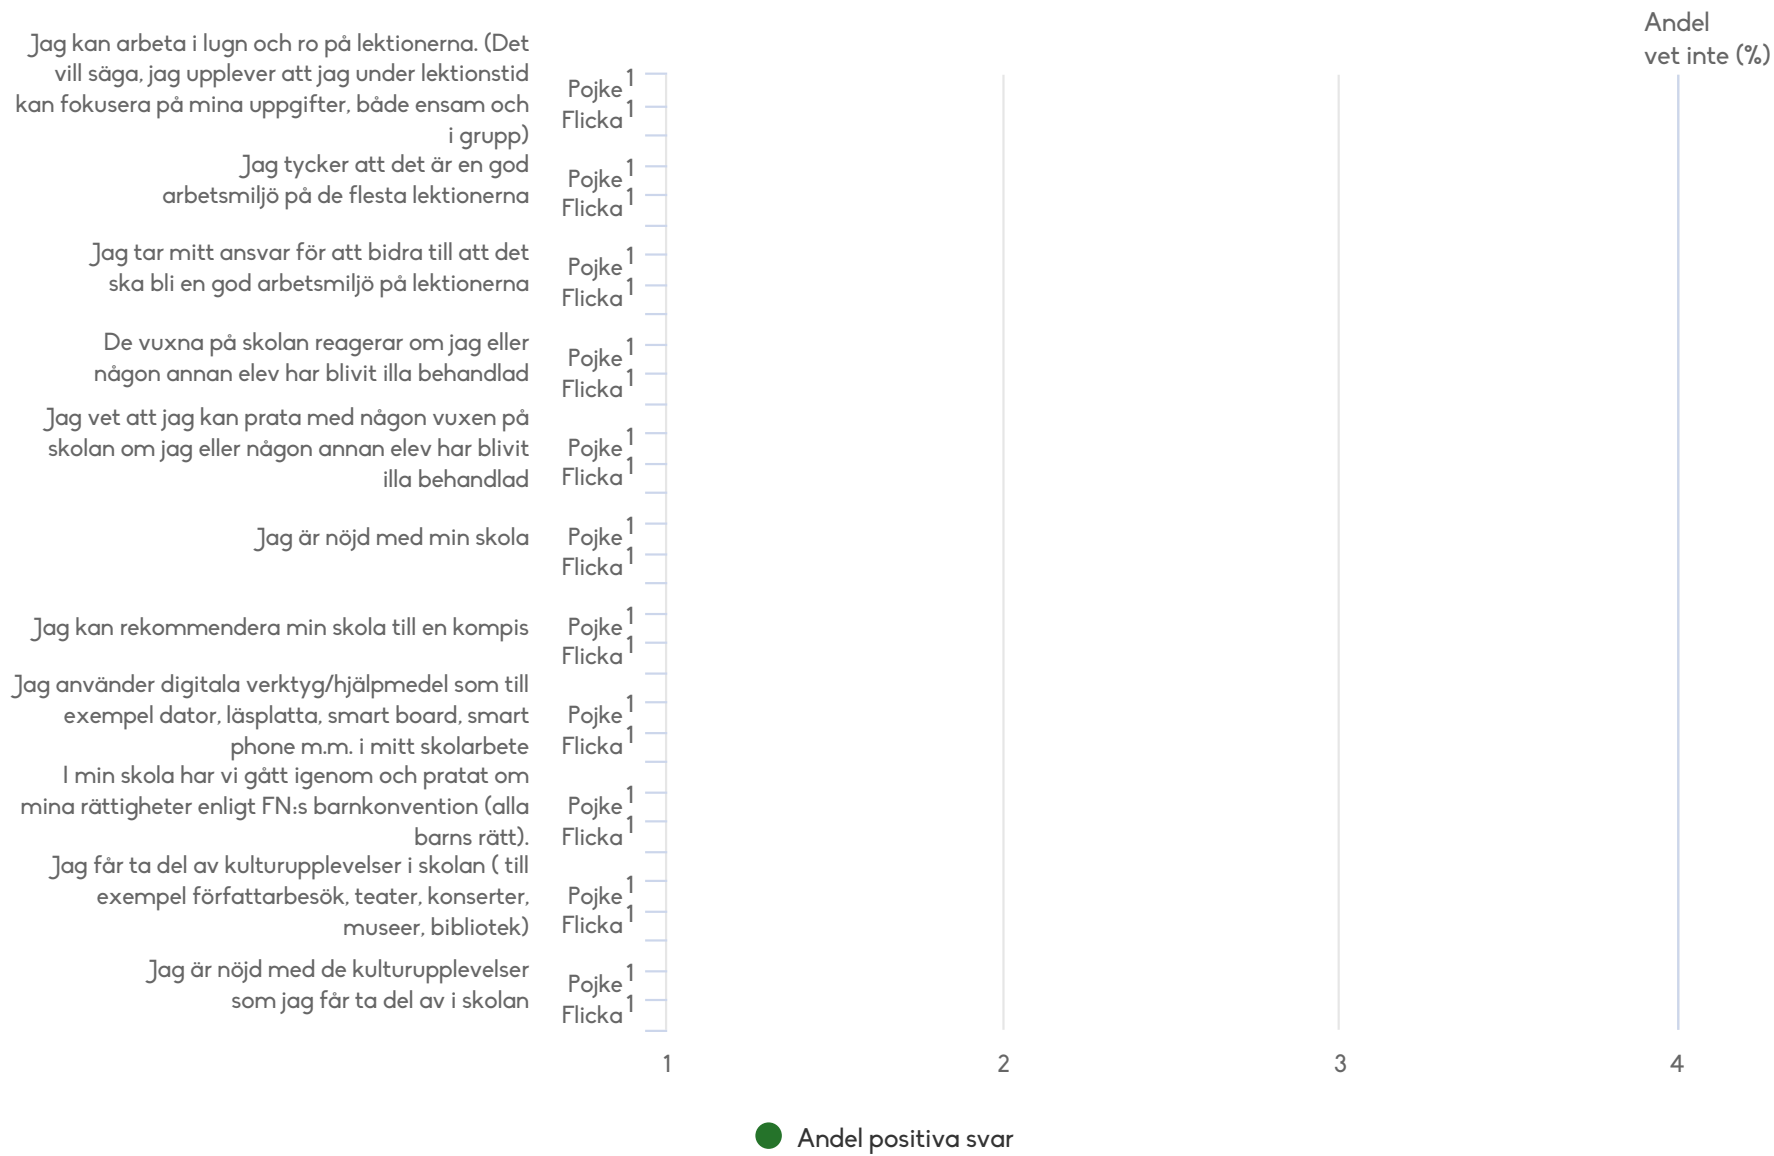 Andel
vet inte (%)
Jag kan arbeta i lugn och ro på lektionerna. (Det
vill säga, jag upplever att jag under lektionstid
kan fokusera på mina uppgifter, både ensam och
i grupp)
Pojke 1
Flicka 1
Jag tycker att det är en god
arbetsmiljö på de flesta lektionerna
Pojke 1
Flicka 1
Jag tar mitt ansvar för att bidra till att det
ska bli en god arbetsmiljö på lektionerna
Pojke 1
Flicka 1
De vuxna på skolan reagerar om jag eller
någon annan elev har blivit illa behandlad
Pojke 1
Flicka 1
Jag vet att jag kan prata med någon vuxen på
skolan om jag eller någon annan elev har blivit
illa behandlad
Pojke 1
Flicka 1
Jag är nöjd med min skola
Pojke 1
Flicka 1
Jag kan rekommendera min skola till en kompis
Pojke 1
Flicka 1
Jag använder digitala verktyg/hjälpmedel som till
exempel dator, läsplatta, smart board, smart
phone m.m. i mitt skolarbete
Pojke 1
Flicka 1
I min skola har vi gått igenom och pratat om
mina rättigheter enligt FN:s barnkonvention (alla
barns rätt).
Pojke 1
Flicka 1
Jag får ta del av kulturupplevelser i skolan ( till
exempel författarbesök, teater, konserter,
museer, bibliotek)
Pojke 1
Flicka 1
Jag är nöjd med de kulturupplevelser
som jag får ta del av i skolan
Pojke 1
Flicka 1
1 2 3 4
Andel positiva svar